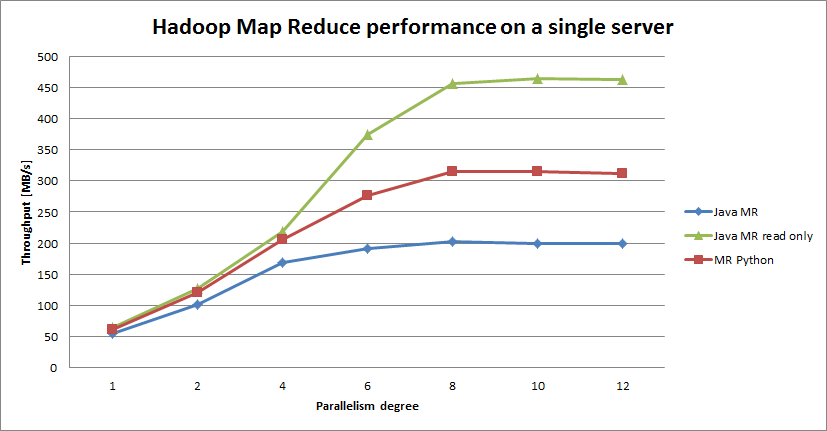 Hadoop Map Reduce performance on a single server
500
450
400
350
300
250
200
150
100
50
0
Throughput [MB/s]
1 2 4 6 8 10 12
Parallelism degree
Java MR
Java MR read only
MR Python